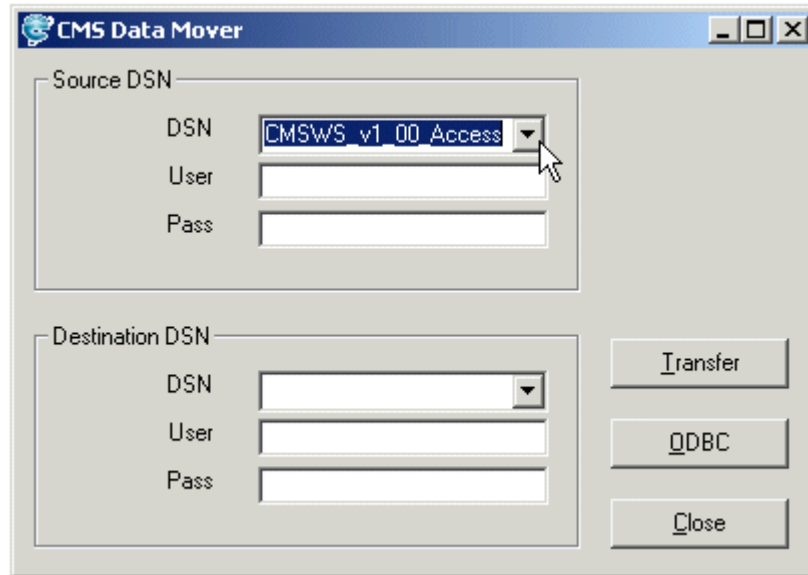 CMS Data Mover
Source DSN
DSN CMSWS_v1_00_Access
User
Pass
Destination DSN
DSN
User
Pass
Transfer
ODBC
Close